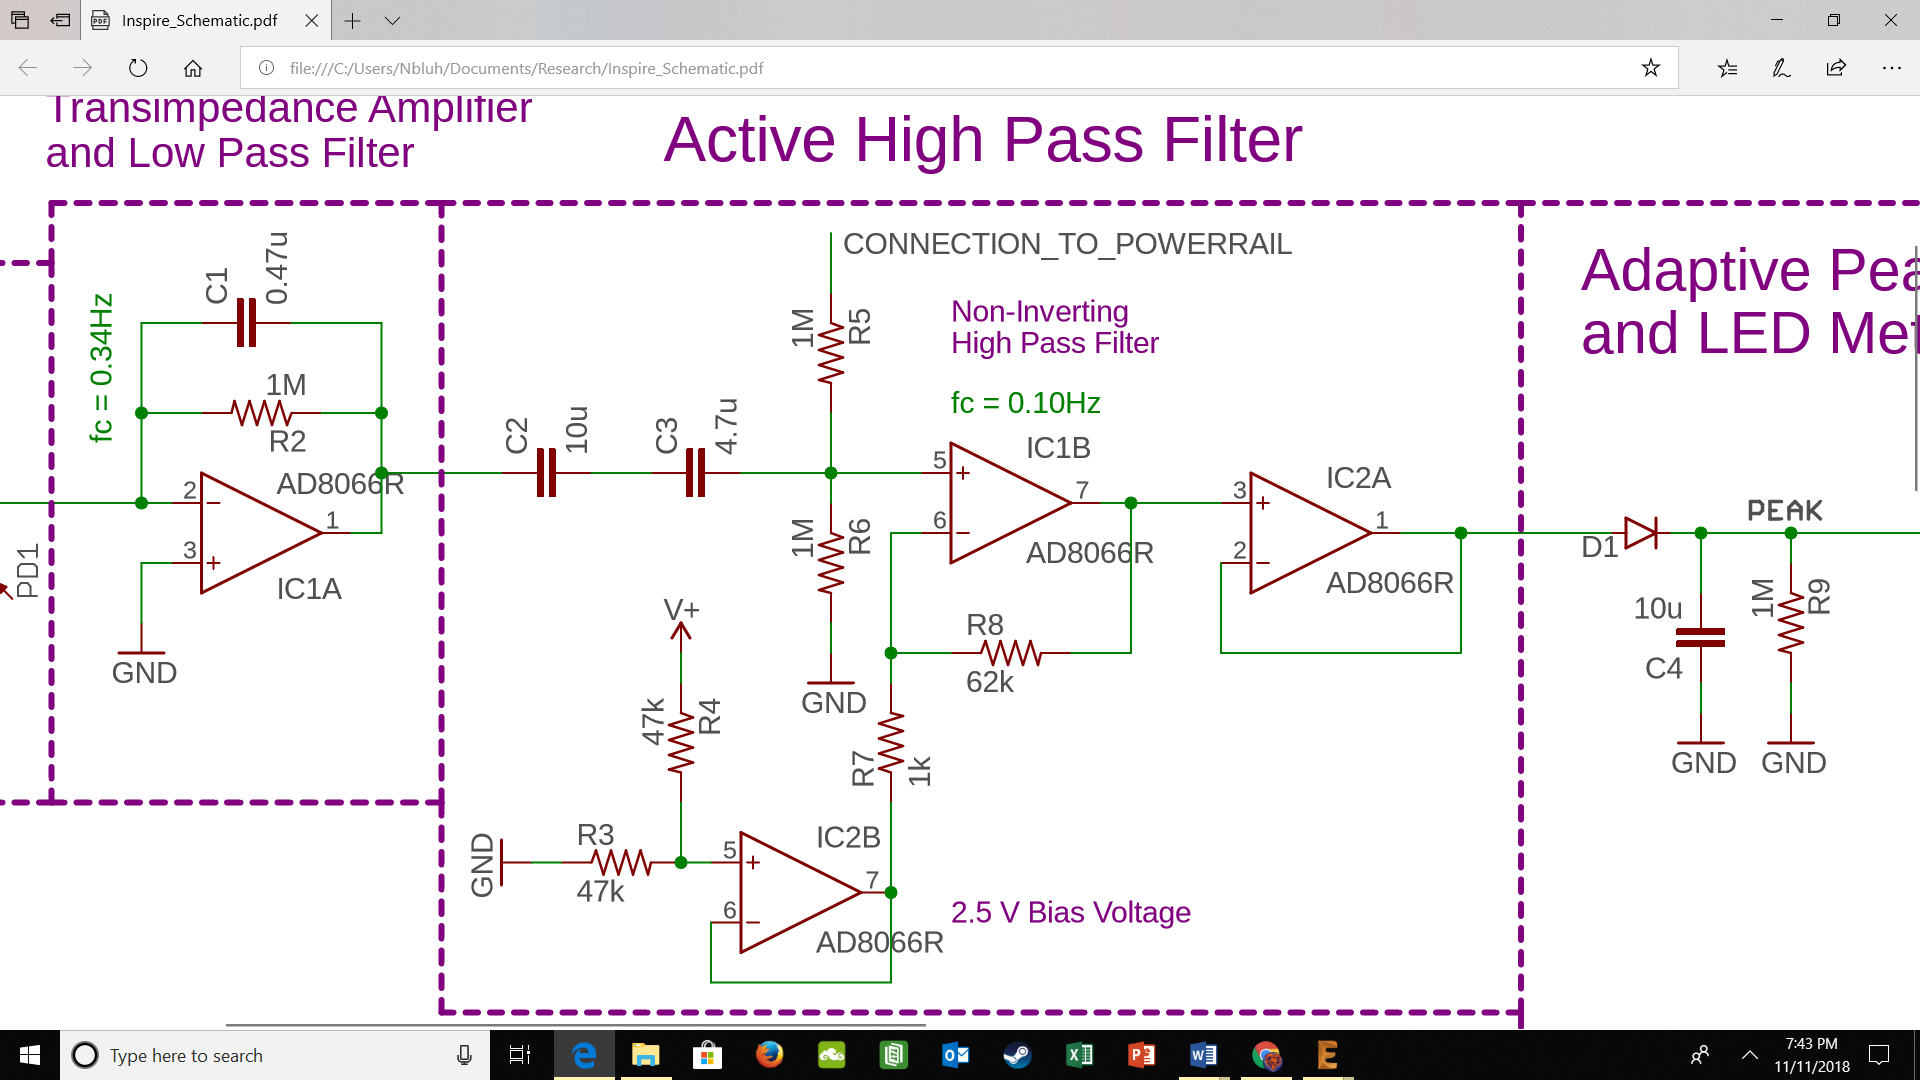 Inspire_Schematic.pdf
file:///C:/Users/Nbluh/Documents/Research/Inspire_Schematic.pdf
Transimpedance Amplifier
and Low Pass Filter
Active High Pass Filter
fc = 0.34Hz
C1
0.47u
1M
R2
AD8066R
2
3
1
IC1A
GND
PD1
CONNECTION_TO_POWERRAIL
1M
R5
Non-Inverting
High Pass Filter
fc = 0.10Hz
C2
10u
C3
4.7u
IC1B
5
6
7
AD8066R
1M
R6
GND
R8
62k
V+
47k
R4
R7
1k
GND
R3
47k
IC2B
5
6
7
AD8066R
2.5 V Bias Voltage
IC2A
3
2
1
AD8066R
Adaptive Pea
and LED Met
D1
PEAK
10u
C4
1M
R9
GND
GND
Type here to search
7:43 PM
11/11/2018